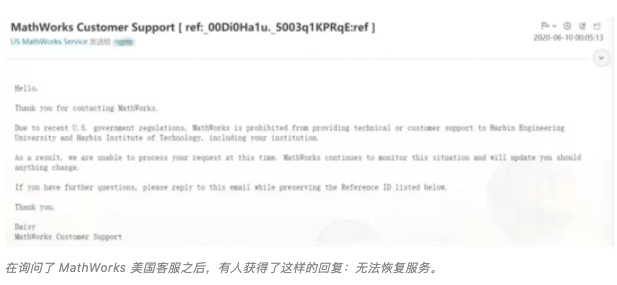 MathWorks Customer Support [ ref:_00Di0Ha1u._5003q1KPRqE:ref ]
US MathWorks Service 发送给
2020-06-10 00:05:13
Hello,
Thank you for contacting MathWorks.
Due to recent U.S. government regulations, MathWorks is prohibited from providing technical or customer support to Harbin Engineering
University and Harbin Institute of Technology, including your institution.
As a result, we are unable to process your request at this time. MathWorks continues to monitor this situation and will update you should
anything change.
If you have further questions, please reply to this email while preserving the Reference ID listed below.
Thank you,
Daisy
MathWorks Customer Support
在询问了 MathWorks 美国客服之后，有人获得了这样的回复：无法恢复服务。